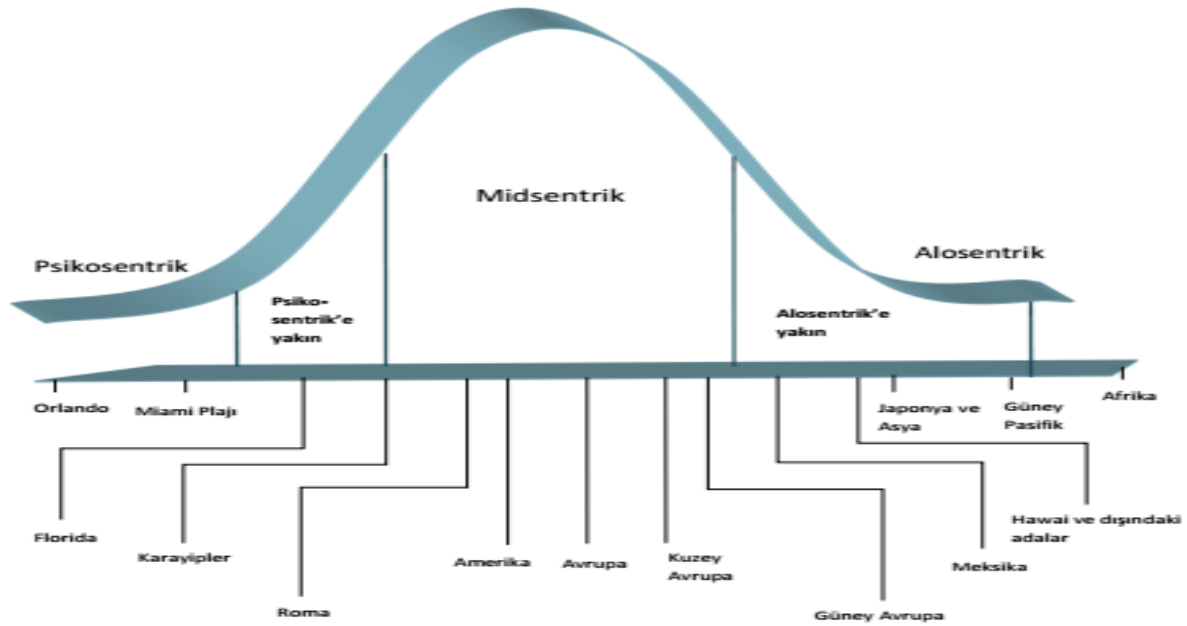 Midsentrik
Psikosentrik
Alosentrik
Psiko-
sentrik'e
yakın
Alosentrik'e
yakın
Orlando
Miami Plajı
Japonya ve
Asya
Güney
Pasifik
Afrika
Florida
Karayipler
Roma
Amerika
Avrupa
Kuzey
Avrupa
Güney Avrupa
Meksika
Hawai ve dışındaki
adalar